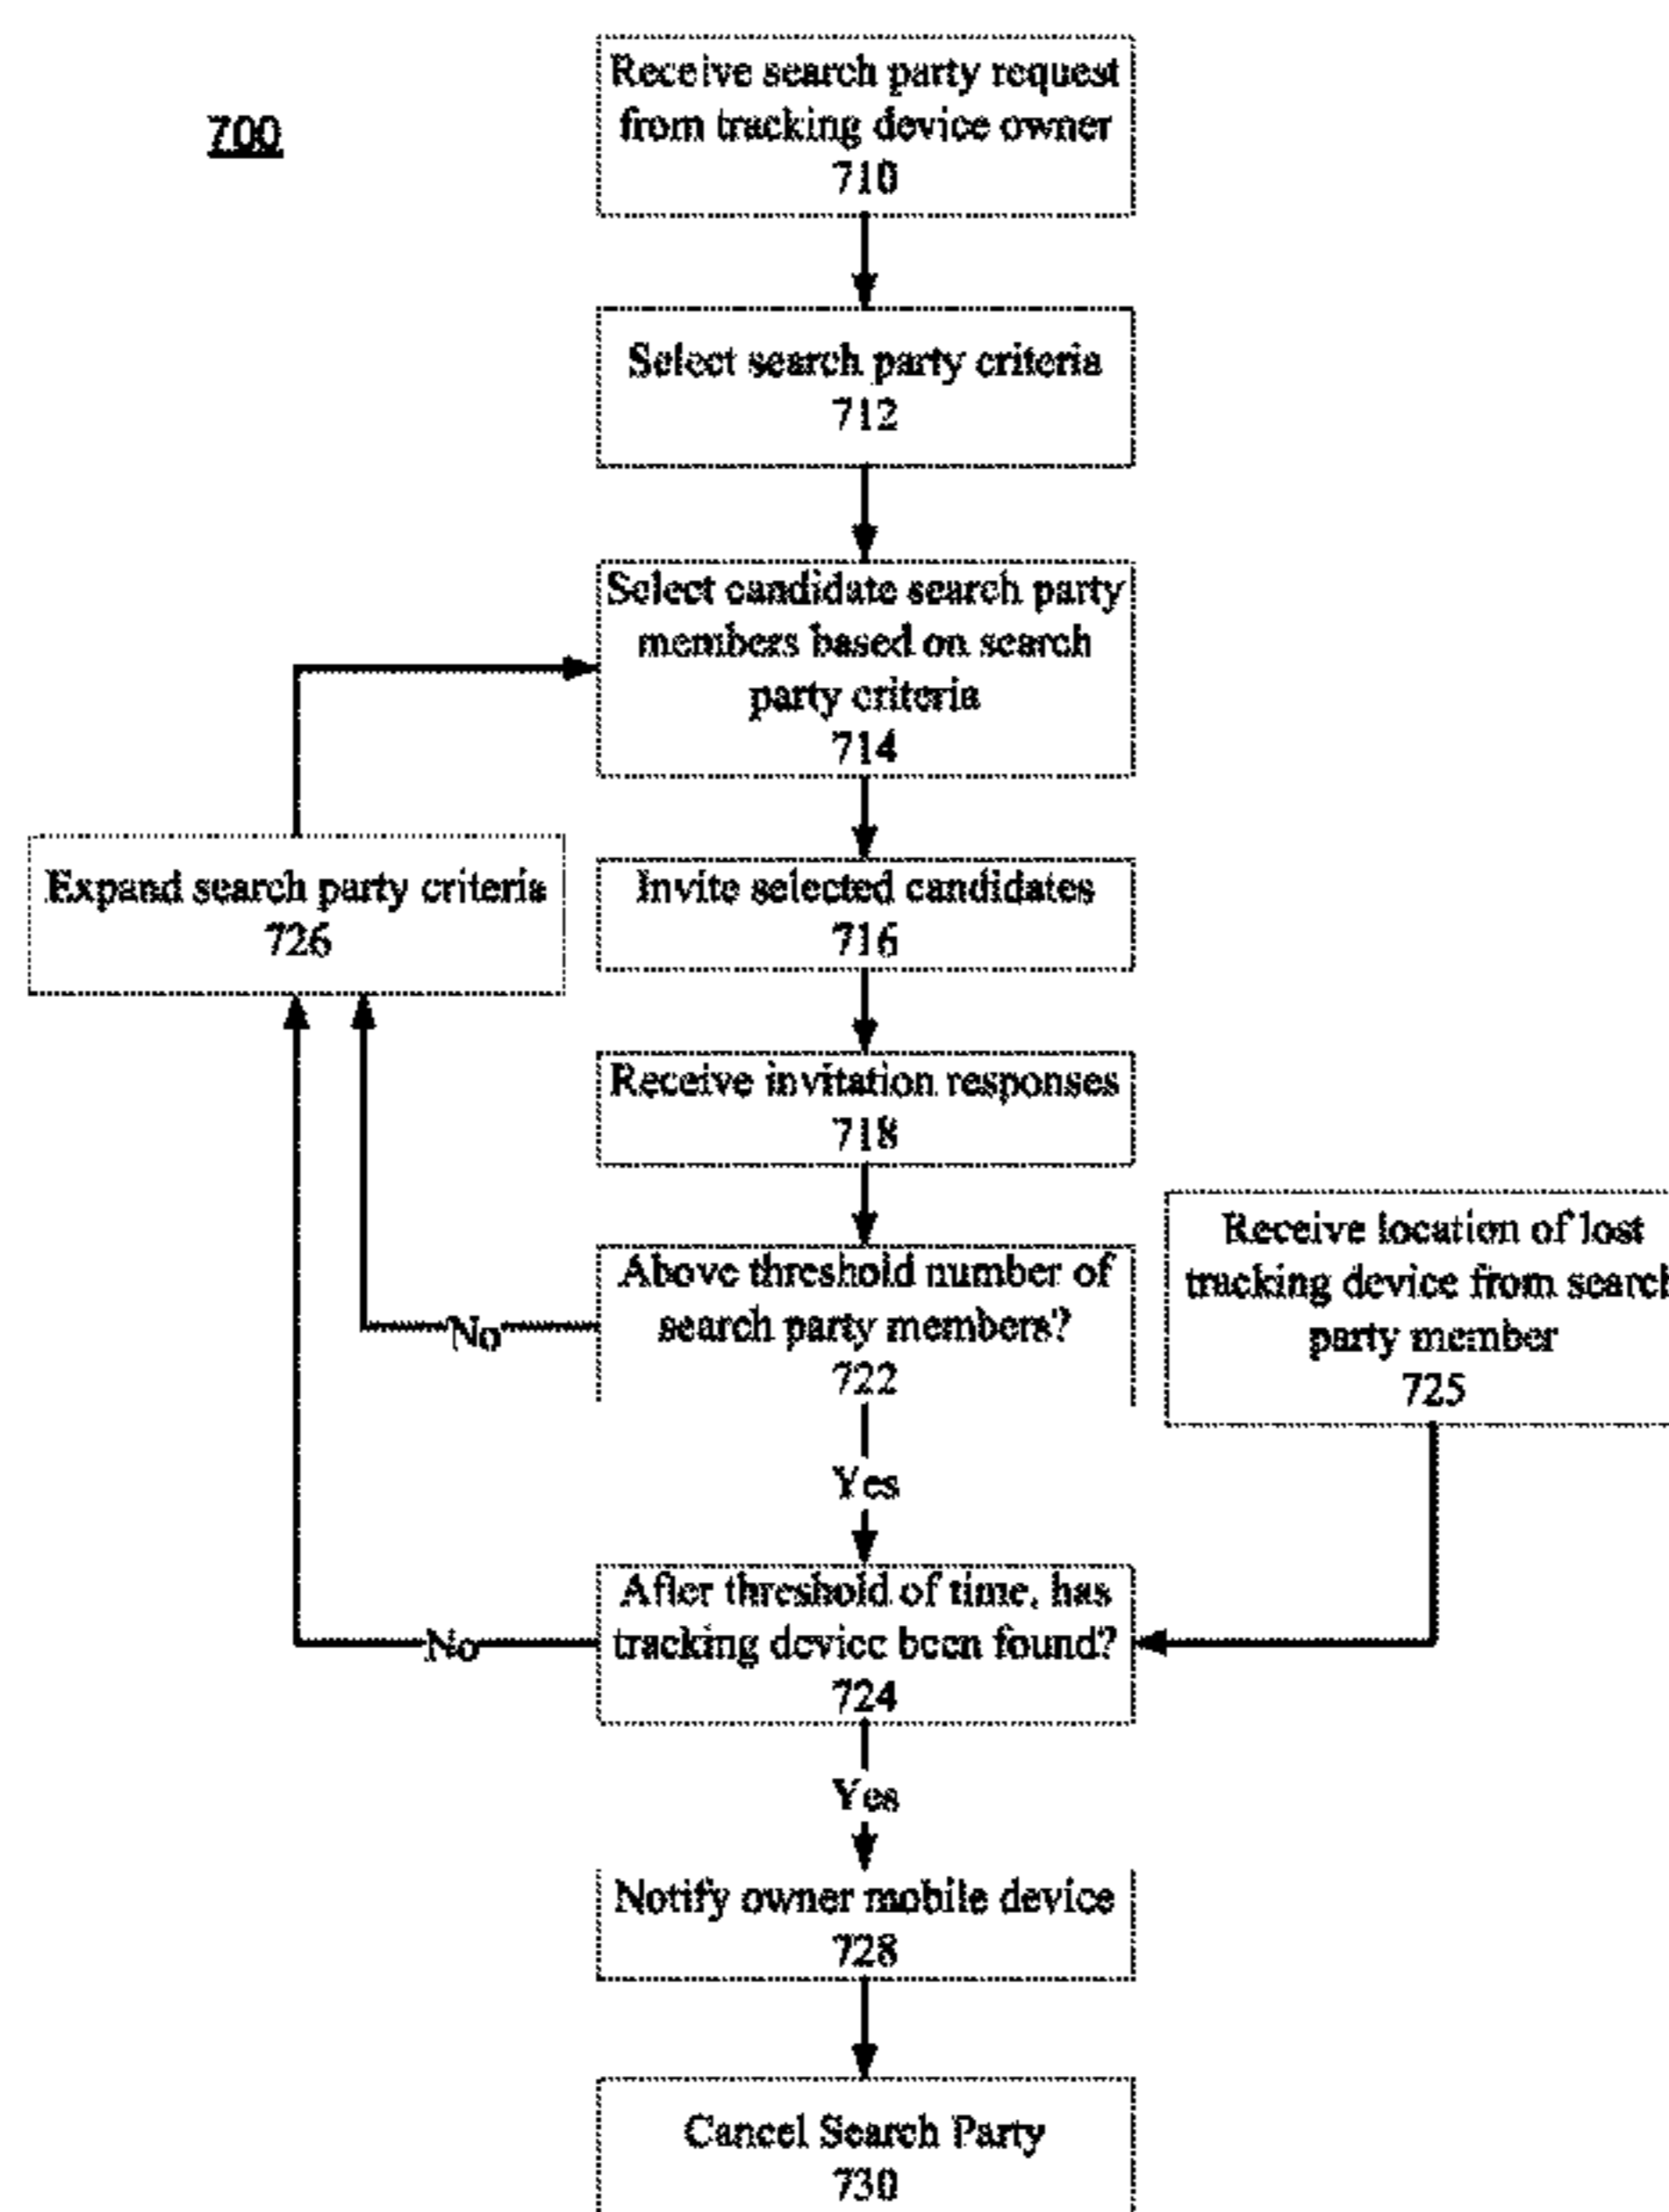 700
Receive search party request
from tracking device owner
710
Select search party criteria
712
Select candidate search party
members based on search
party criteria
714
Expand search party criteria
726
Invite selected candidates
716
Receive invitation responses
718
Above threshold number of
search party members?
722
No
Receive location of lost
tracking device from search
party member
725
Yes
After threshold of time, has
tracking device been found?
724
No
Yes
Notify owner mobile device
728
Cancel Search Party
730